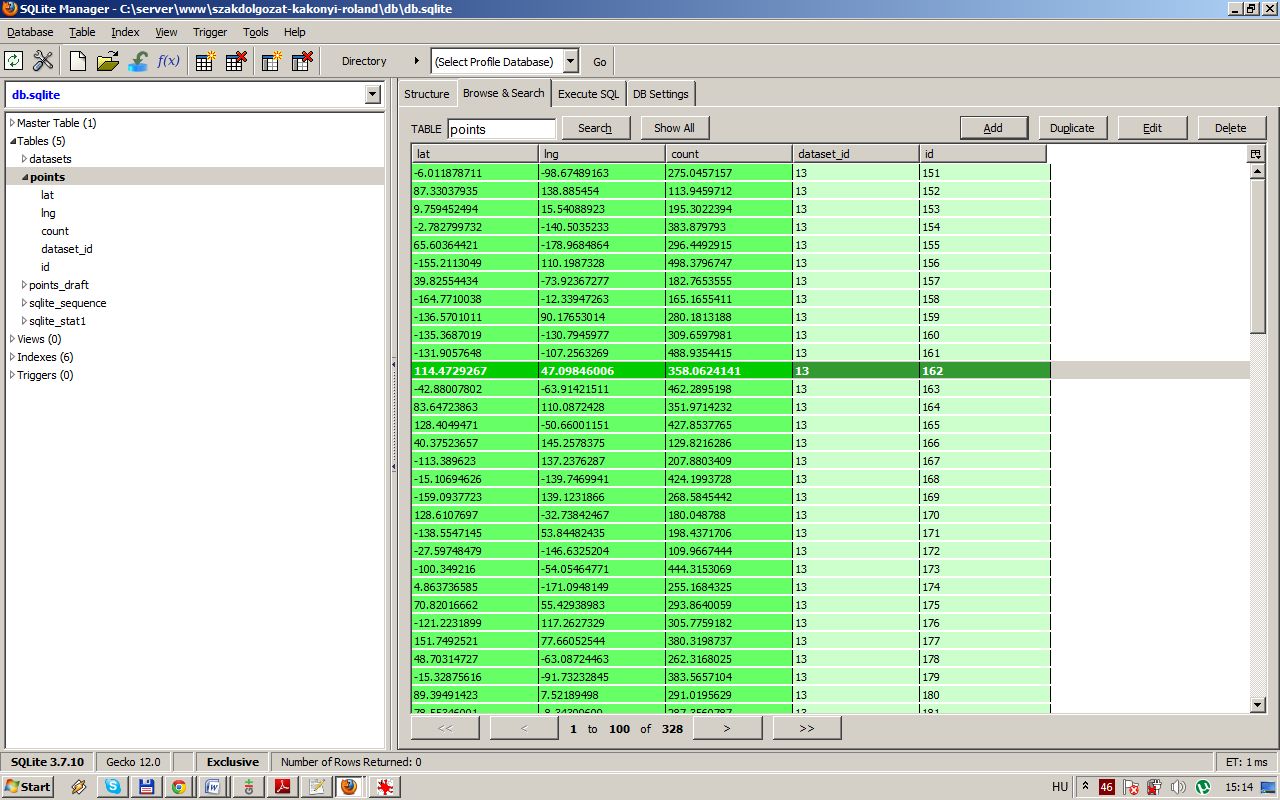 SQLite Manager - C:\server\www\szakdolgozat-kakonyi-roland\db\db.sqlite
Database Table Index View Trigger Tools Help
f(x) Directory (Select Profile Database) Go
db.sqlite
Master Table (1)
Tables (5)
datasets
points
lat
lng
count
dataset_id
id
points_draft
sqlite_sequence
sqlite_stat1
Views (0)
Indexes (6)
Triggers (0)
Structure Browse & Search Execute SQL DB Settings
TABLE points Search Show All Add Duplicate Edit Delete
lat lng count dataset_id id
-6.011878711 -98.67489163 275.0457157 13 151
87.33037935 138.885454 113.9459712 13 152
9.759452494 15.54088923 195.3022394 13 153
-2.782799732 -140.5035233 383.879793 13 154
65.60364421 -178.9684864 296.4492915 13 155
-155.2113049 110.1987328 498.3796747 13 156
39.82554434 -73.92367277 182.7653555 13 157
-164.7710038 -12.33947263 165.1655411 13 158
-136.5701011 90.17653014 280.1813188 13 159
-135.3687019 -130.7945977 309.6597981 13 160
-131.9057648 -107.2563269 488.9354415 13 161
114.4729267 47.09846006 358.0624141 13 162
-42.88007802 -63.91421511 462.2895198 13 163
83.64723863 110.0872428 351.9714232 13 164
128.4049471 -50.66001151 427.8537765 13 165
40.37523657 145.2578375 129.8216286 13 166
-113.389623 137.2376287 207.8803409 13 167
-15.10694626 -139.7469941 424.1993728 13 168
-159.0937723 139.1231866 268.5845442 13 169
128.6107697 -32.73842467 180.048788 13 170
-138.5547145 53.84482435 198.4371706 13 171
-27.59748479 -146.6325204 109.9667444 13 172
-100.349216 -54.05464771 444.3153069 13 173
4.863736585 -171.0948149 255.1684325 13 174
70.82016662 55.42938983 293.8640059 13 175
-121.2231899 117.2627329 305.7759182 13 176
151.7492521 77.66052544 380.3198737 13 177
48.70314727 -63.08724463 262.3168025 13 178
-15.32875616 -91.73232845 383.5657104 13 179
89.39491423 7.52189498 291.0195629 13 180
<< < 1 to 100 of 328 > >>
SQLite 3.7.10 Gecko 12.0 Exclusive Number of Rows Returned: 0 ET: 1 ms
Start HU 46 15:14